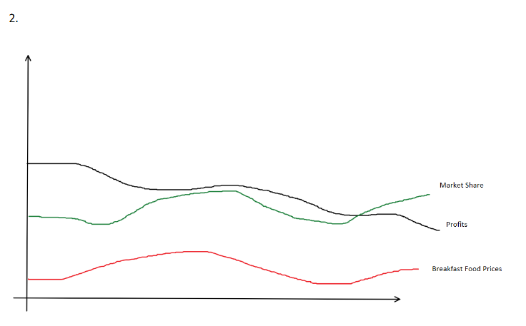 2.
Market Share
Profits
Breakfast Food Prices